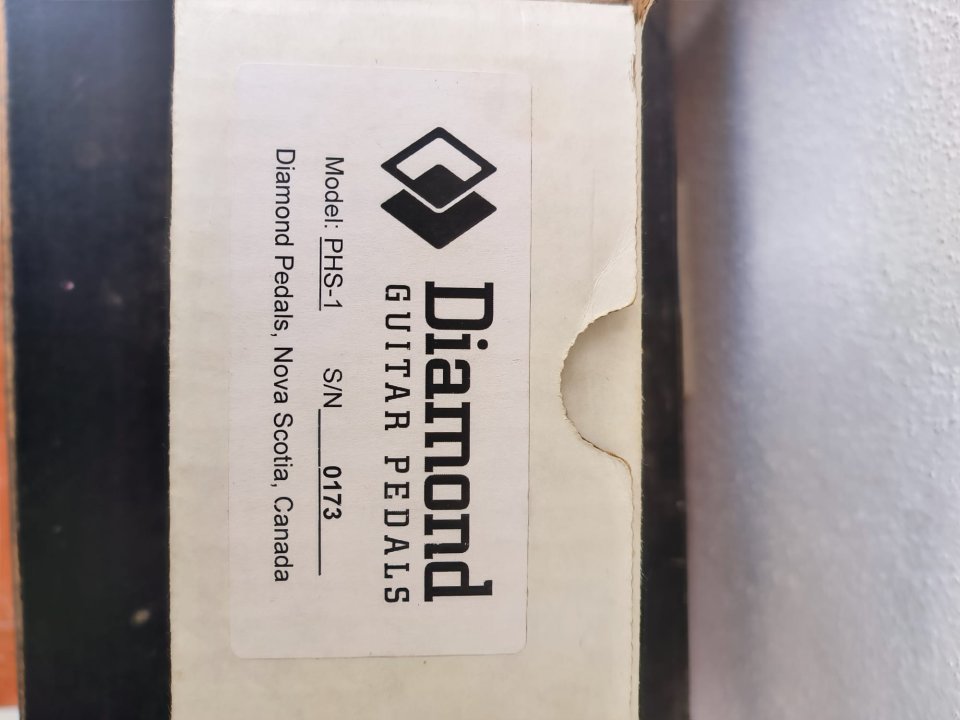 Diamond
GUITAR PEDALS
Model: PHS-1 S/N 0173
Diamond Pedals, Nova Scotia, Canada